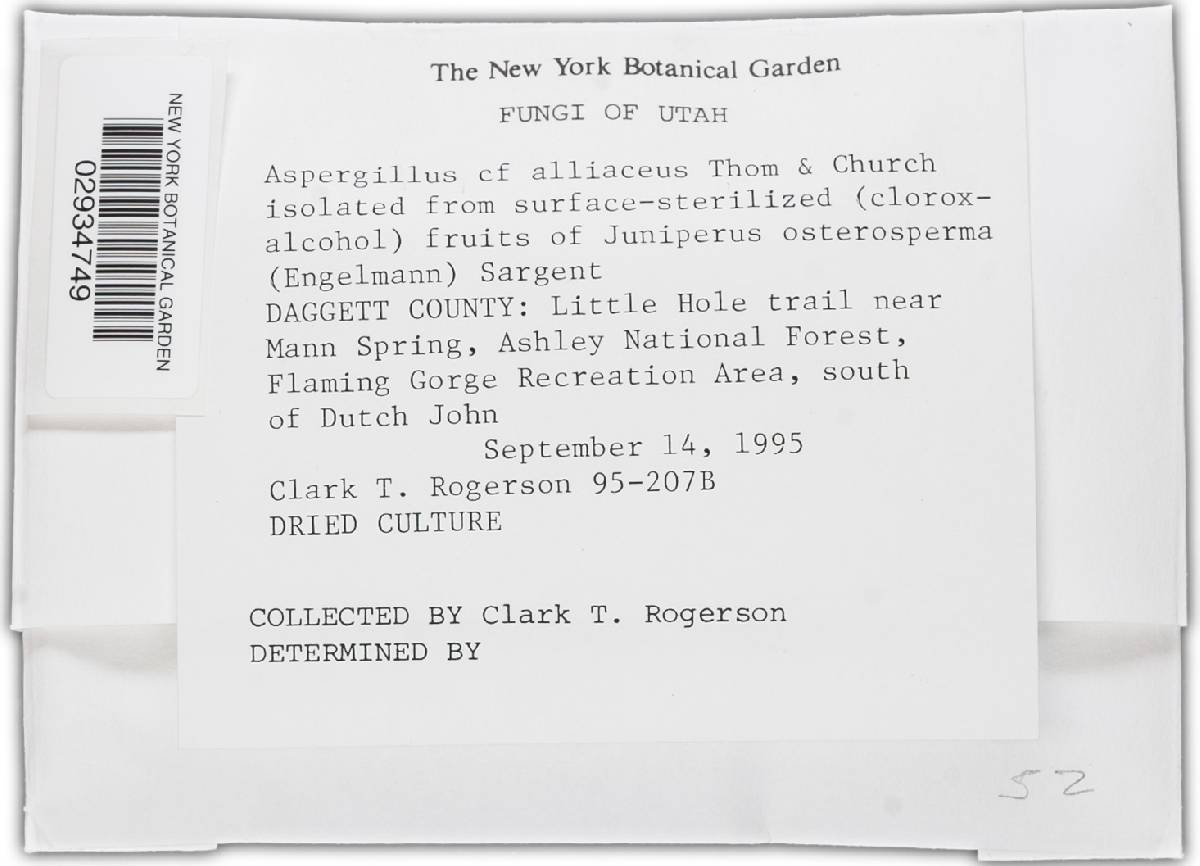 The New York Botanical Garden
FUNGI OF UTAH
Aspergillus cf alliaceus Thom & Church
isolated from surface-sterilized (clorox-
alcohol) fruits of Juniperus osterosperma
(Engelmann) Sargent
DAGGETT COUNTY: Little Hole trail near
Mann Spring, Ashley National Forest,
Flaming Gorge Recreation Area, south
of Dutch John
September 14, 1995
Clark T. Rogerson 95-207B
DRIED CULTURE
COLLECTED BY Clark T. Rogerson
DETERMINED BY
NEW YORK BOTANICAL GARDEN
02934749
52